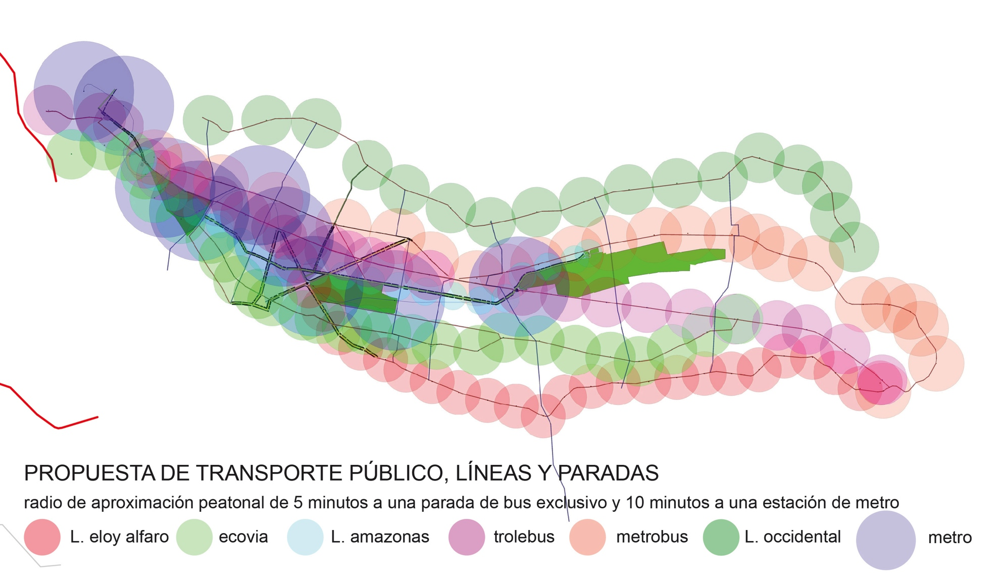 PROPUESTA DE TRANSPORTE PÚBLICO, LÍNEAS Y PARADAS
radio de aproximación peatonal de 5 minutos a una parada de bus exclusivo y 10 minutos a una estación de metro
L. eloy alfaro ecovia L. amazonas trolebus metrobus L. occidental metro